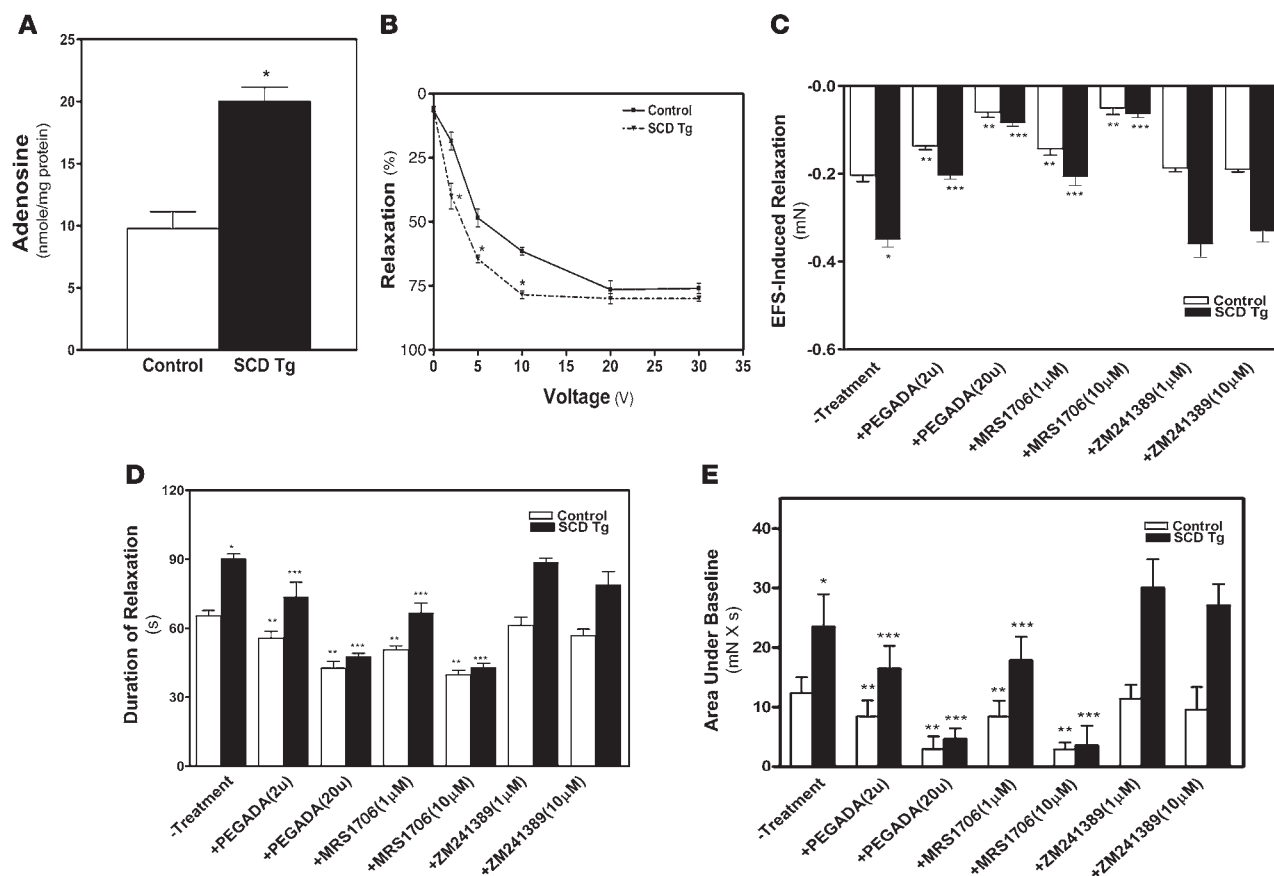 A
25
20
15
10
5
0
Adenosine
(nmole/mg protein)
*
Control
SCD Tg
B
0
25
50
75
100
Relaxation (%)
Control
SCD Tg
*
*
*
0
5
10
15
20
25
30
35
Voltage (V)
C
-0.0
-0.2
-0.4
-0.6
EFS-Induced Relaxation
(mN)
**
***
**
***
**
***
**
***
*
Control
SCD Tg
-Treatment
+PEGADA(2u)
+PEGADA(20u)
+MRS1706(1μM)
+MRS1706(10μM)
+ZM241389(1μM)
+ZM241389(10μM)
D
120
90
60
30
0
Duration of Relaxation
(s)
Control
SCD Tg
*
**
***
**
***
**
***
**
***
-Treatment
+PEGADA(2u)
+PEGADA(20u)
+MRS1706(1μM)
+MRS1706(10μM)
+ZM241389(1μM)
+ZM241389(10μM)
E
40
30
20
10
0
Area Under Baseline
(mN X s)
Control
SCD Tg
*
**
***
**
***
**
***
**
***
-Treatment
+PEGADA(2u)
+PEGADA(20u)
+MRS1706(1μM)
+MRS1706(10μM)
+ZM241389(1μM)
+ZM241389(10μM)